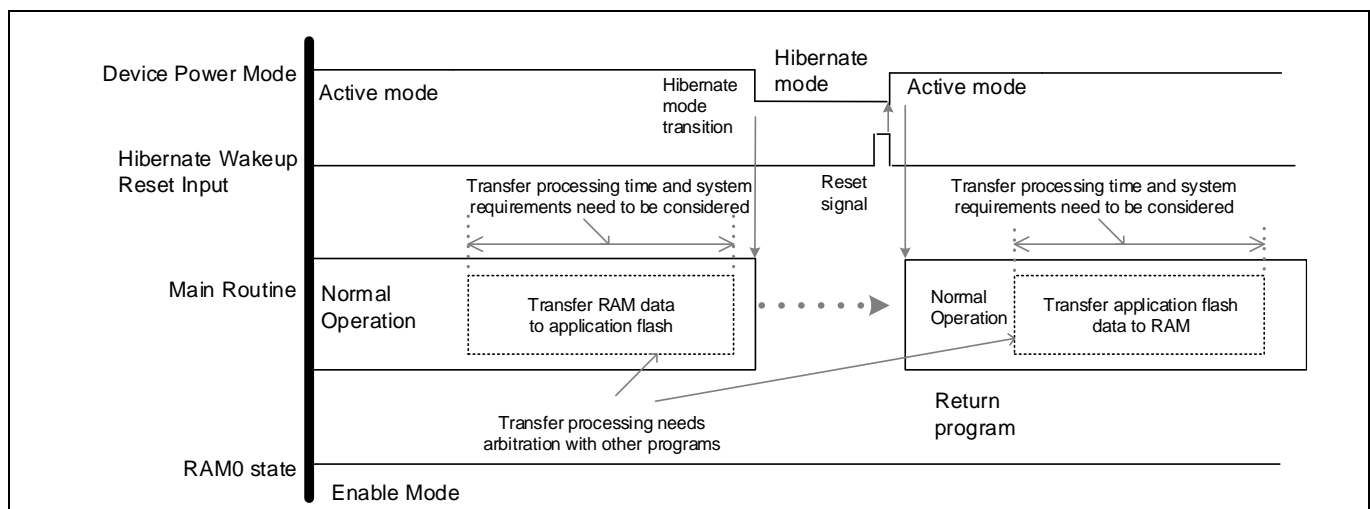 Device Power Mode
Active mode
Hibernate
mode
transition
Hibernate
mode
Active mode
Hibernate Wakeup
Reset Input
Reset
signal
Transfer processing time and system
requirements need to be considered
Transfer processing time and system
requirements need to be considered
Main Routine
Normal
Operation
Transfer RAM data
to application flash
Normal
Operation
Transfer application flash
data to RAM
Transfer processing needs
arbitration with other programs
Return
program
RAM0 state
Enable Mode